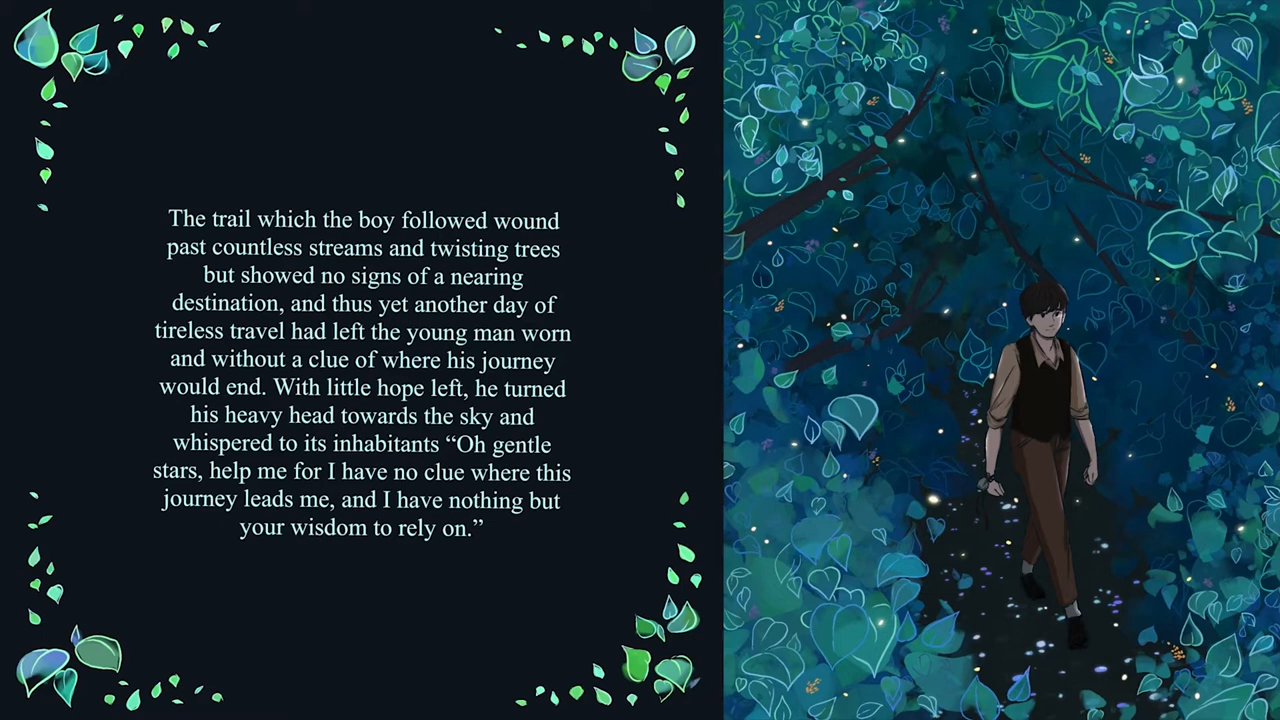 The trail which the boy followed wound
past countless streams and twisting trees
but showed no signs of a nearing
destination, and thus yet another day of
tireless travel had left the young man worn
and without a clue of where his journey
would end. With little hope left, he turned
his heavy head towards the sky and
whispered to its inhabitants “Oh gentle
stars, help me for I have no clue where this
journey leads me, and I have nothing but
your wisdom to rely on.”